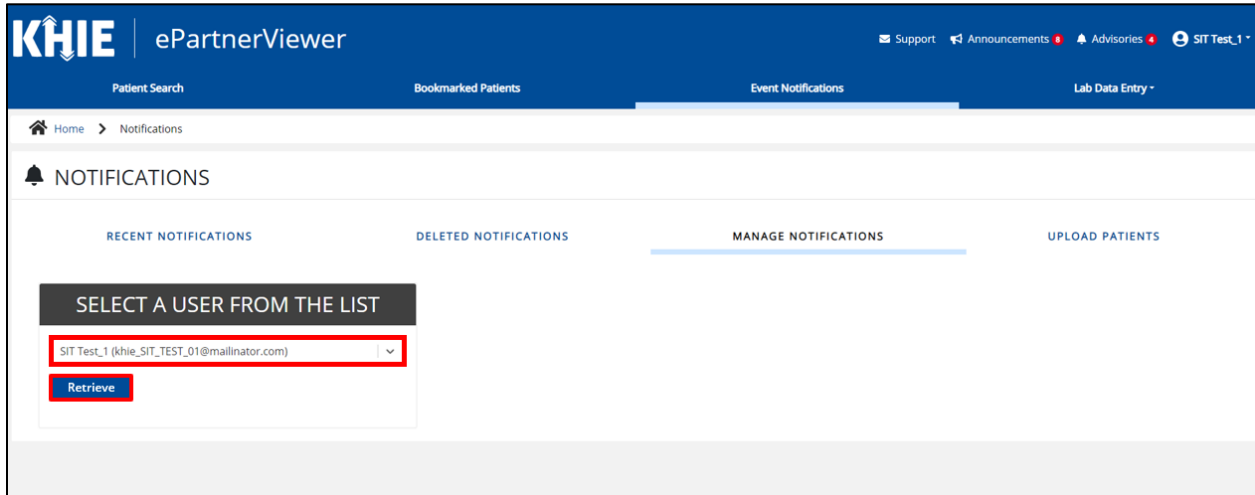 KHIE ePartnerViewer
Support Announcements 8 Advisories 4 SIT Test_1
Patient Search Bookmarked Patients Event Notifications Lab Data Entry
Home > Notifications
NOTIFICATIONS
RECENT NOTIFICATIONS DELETED NOTIFICATIONS MANAGE NOTIFICATIONS UPLOAD PATIENTS
SELECT A USER FROM THE LIST
SIT Test_1 (khie_SIT_TEST_01@mailinator.com)
Retrieve